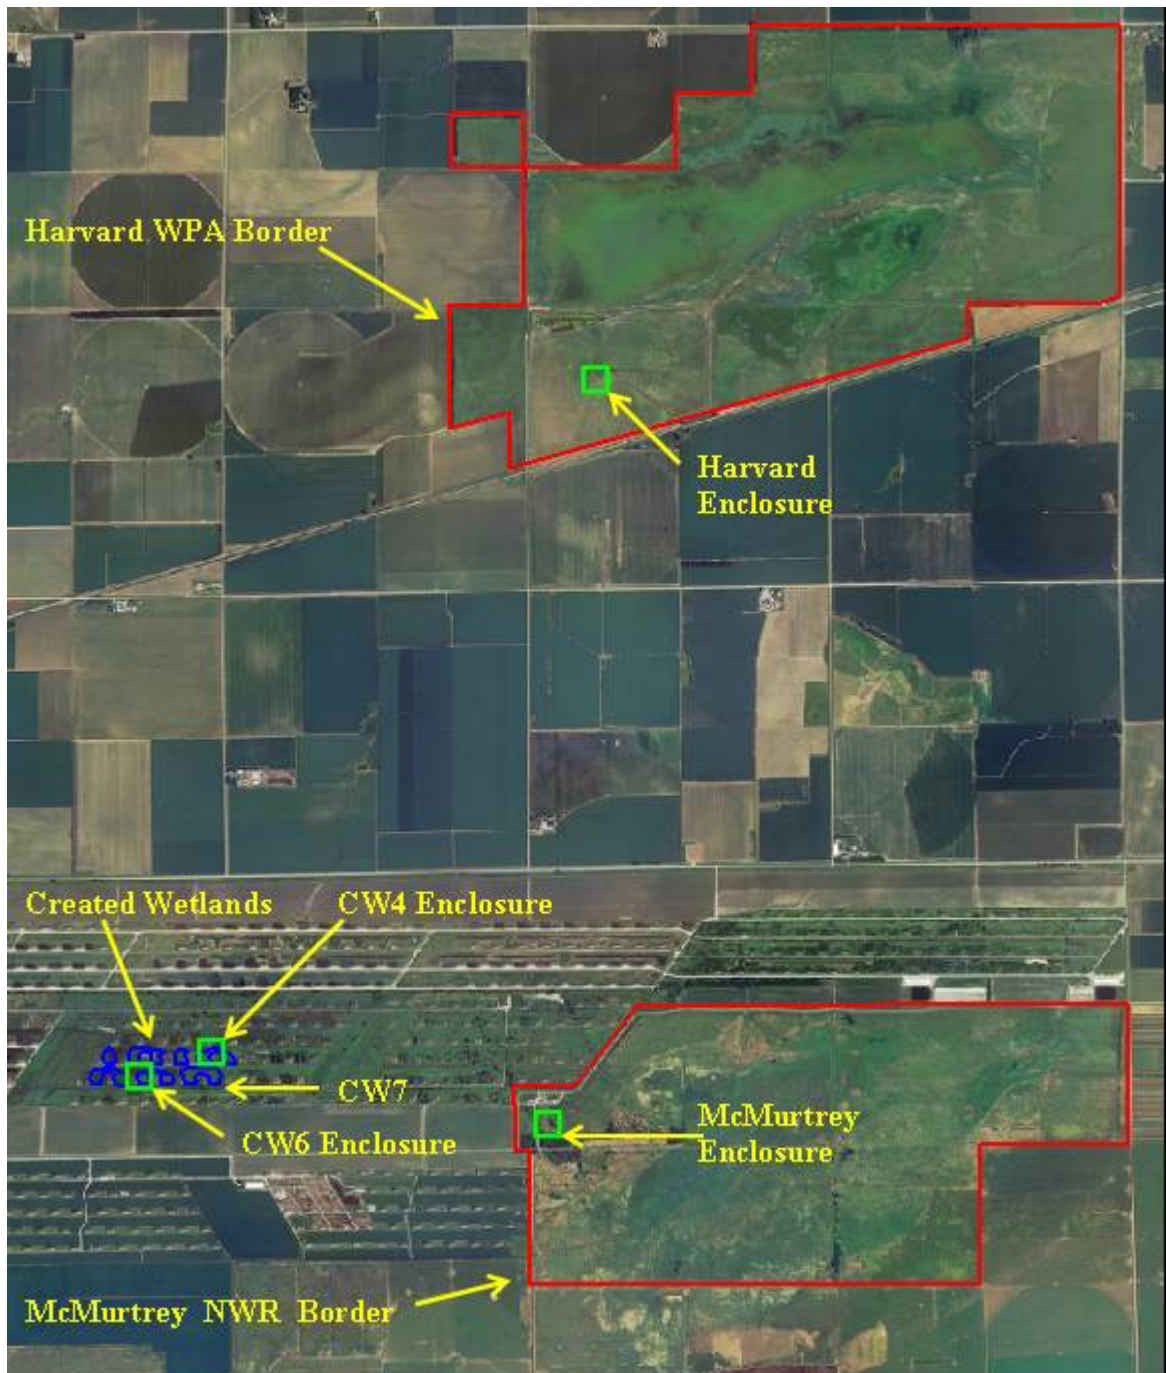 Harvard WPA Border
Harvard
Enclosure
Created Wetlands
CW4 Enclosure
CW7
CW6 Enclosure
McMurtrey
Enclosure
McMurtrey NWR Border